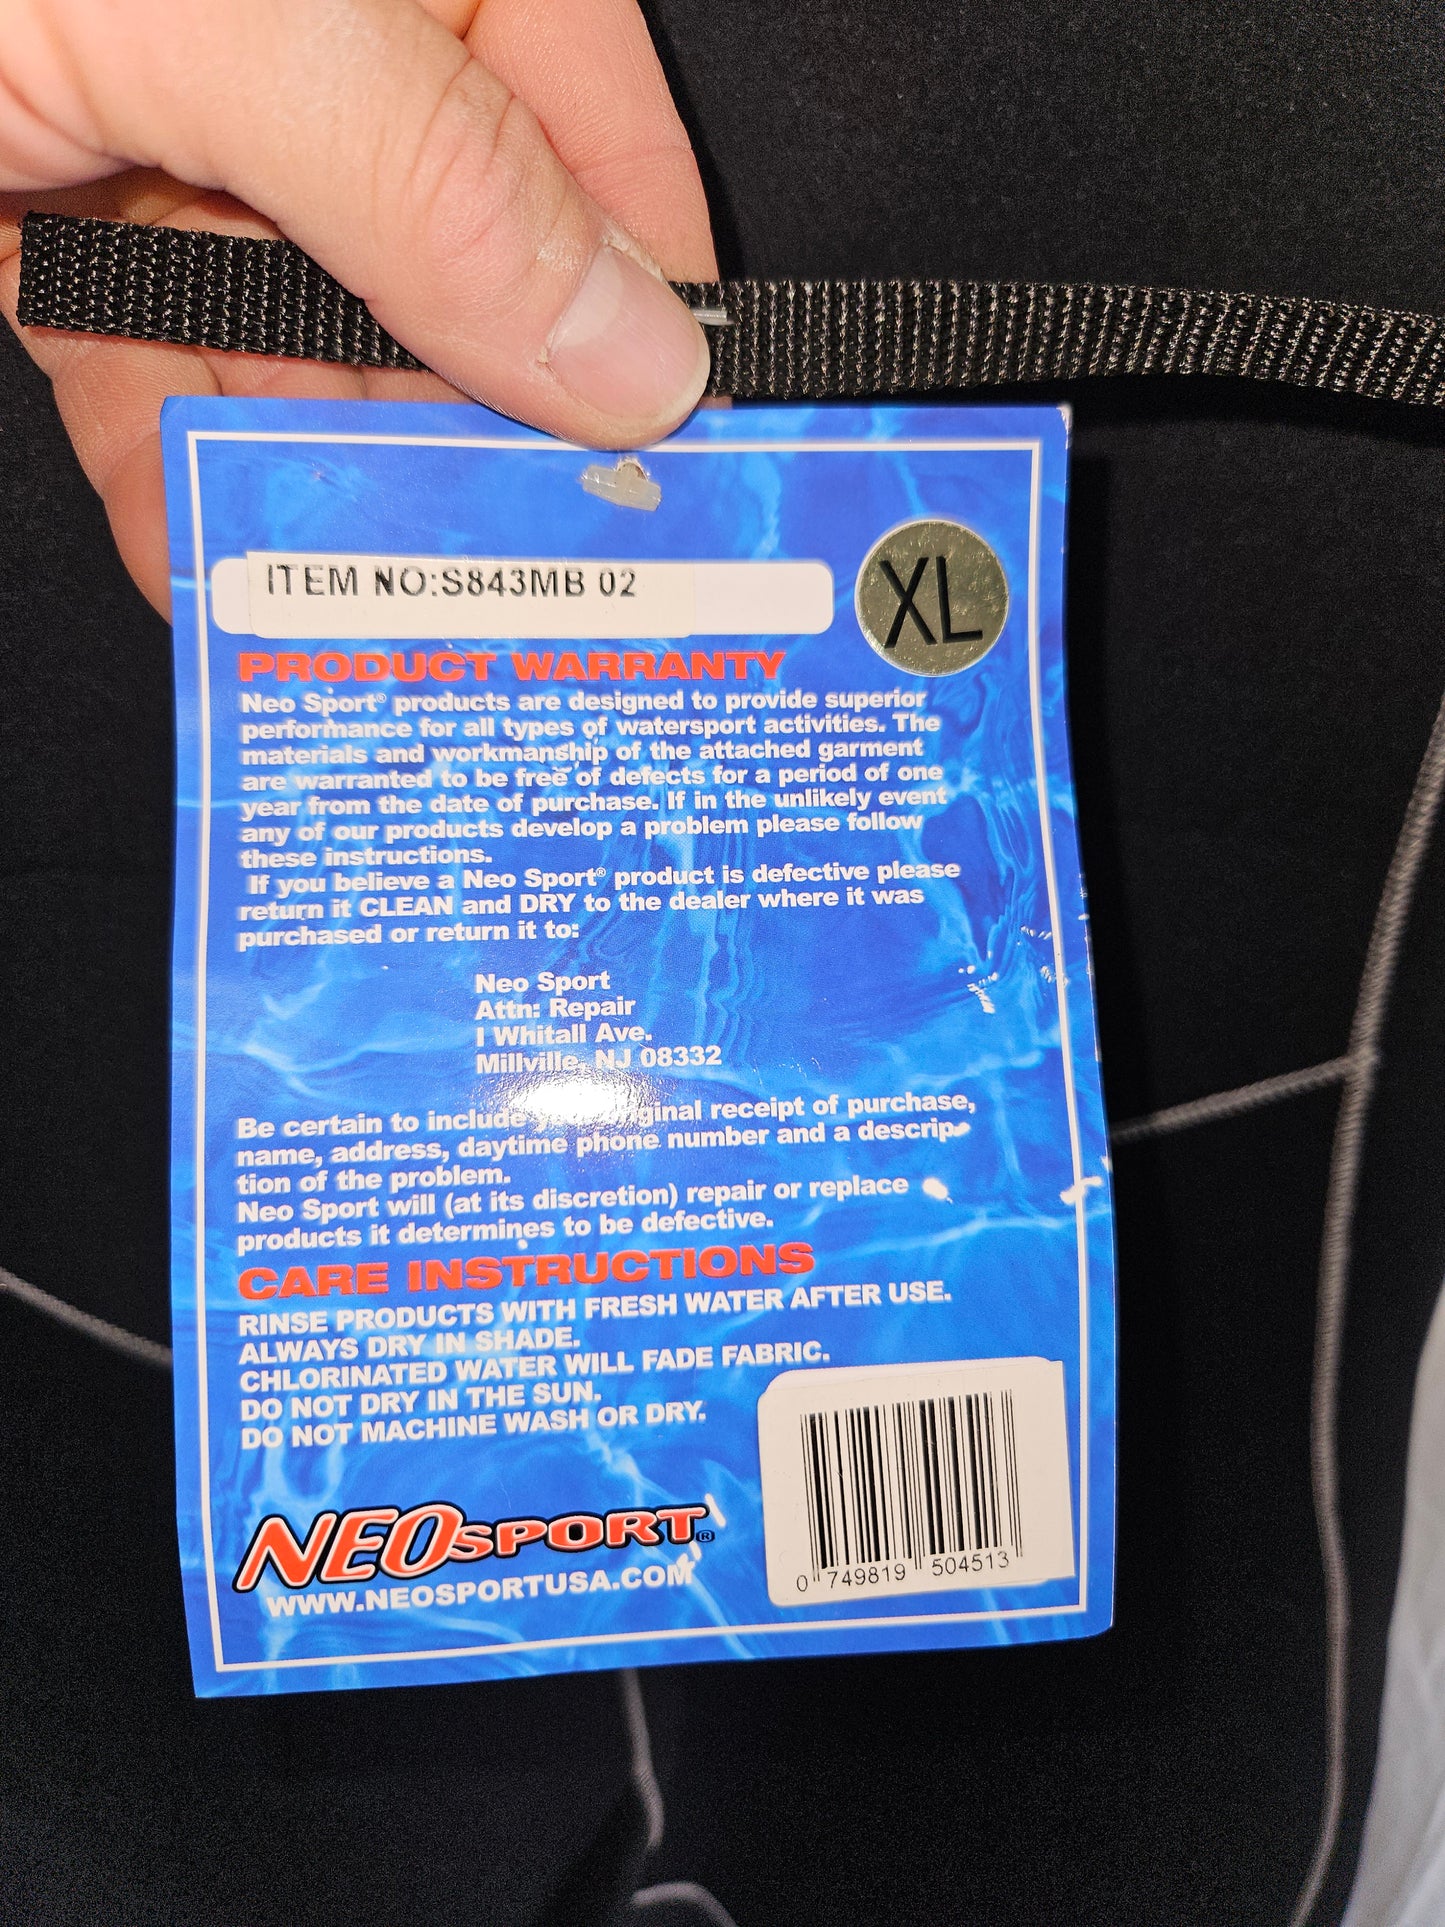 ITEM NO:S843MB 02
XL
PRODUCT WARRANTY
Neo Sport® products are designed to provide superior
performance for all types of watersport activities. The
materials and workmanship of the attached garment
are warranted to be free of defects for a period of one
year from the date of purchase. If in the unlikely event
any of our products develop a problem please follow
these instructions.
If you believe a Neo Sport® product is defective please
return it CLEAN and DRY to the dealer where it was
purchased or return it to:
Neo Sport
Attn: Repair
I Whitall Ave.
Millville, NJ 08332
Be certain to include original receipt of purchase,
name, address, daytime phone number and a descrip-
tion of the problem.
Neo Sport will (at its discretion) repair or replace
products it determines to be defective.
CARE INSTRUCTIONS
RINSE PRODUCTS WITH FRESH WATER AFTER USE.
ALWAYS DRY IN SHADE.
CHLORINATED WATER WILL FADE FABRIC.
DO NOT DRY IN THE SUN.
DO NOT MACHINE WASH OR DRY.
NEOSPORT®
WWW.NEOSPORTUSA.COM
0 749819 504513